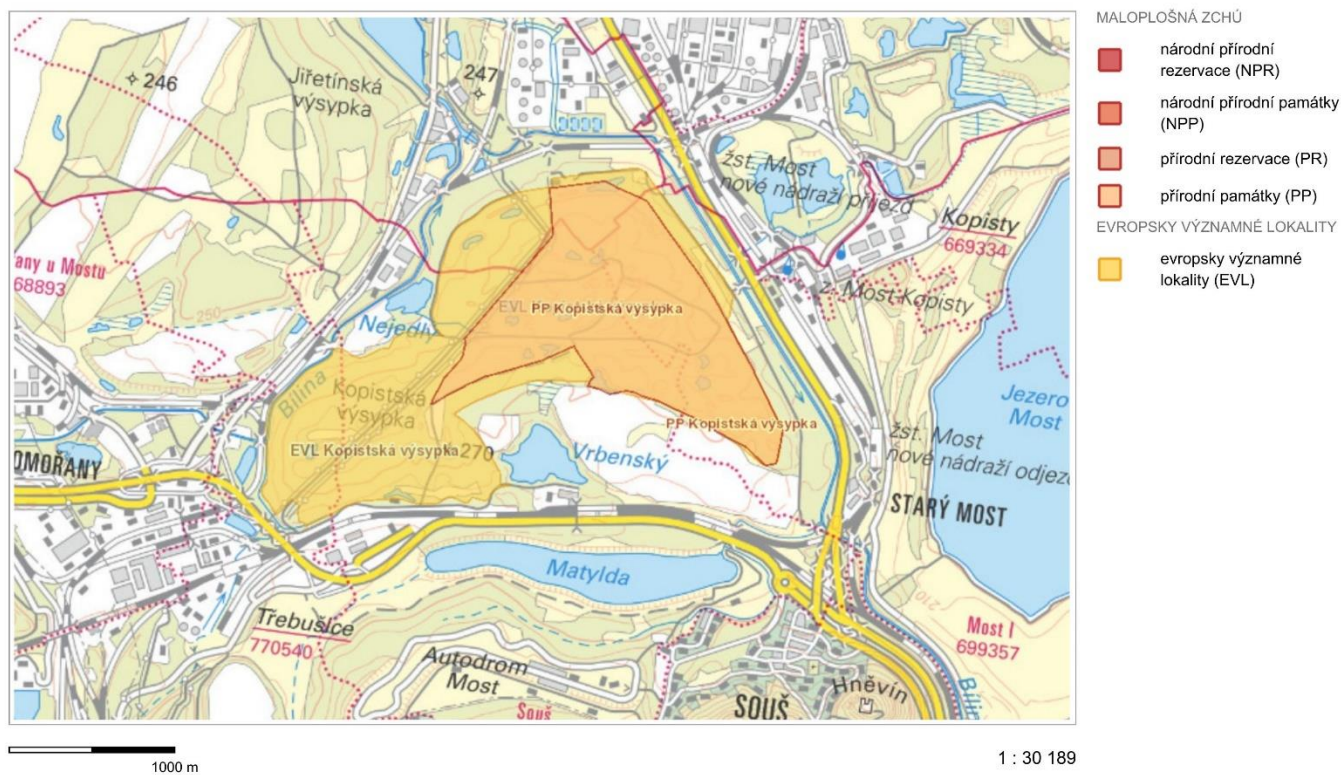 246
Jiřetínská
výsypka
247
žst. Most
nové nádraží příjezd
Kopisty
669334
z. Most-Kopisty
any u Mostu
68893
250
Nejedlý
EVL
PP Kopistská výsypka
Bílina
Kopistská
výsypka
EVL Kopistská výsypka
270
PP Kopistská výsypka
Vrbenský
Jezero
Most
žst. Most
nové nádraží odjezd
OMOŘANY
STARÝ MOST
Matylda
Třebušice
770540
Autodrom
Most
Souš
SOUŠ
Hněvín
210
Most I
699357
Bíli
1000 m
1 : 30 189
MALOPLOŠNÁ ZCHÚ
národní přírodní
rezervace (NPR)
národní přírodní památky
(NPP)
přírodní rezervace (PR)
přírodní památky (PP)
EVROPSKY VÝZNAMNÉ LOKALITY
evropsky významné
lokality (EVL)